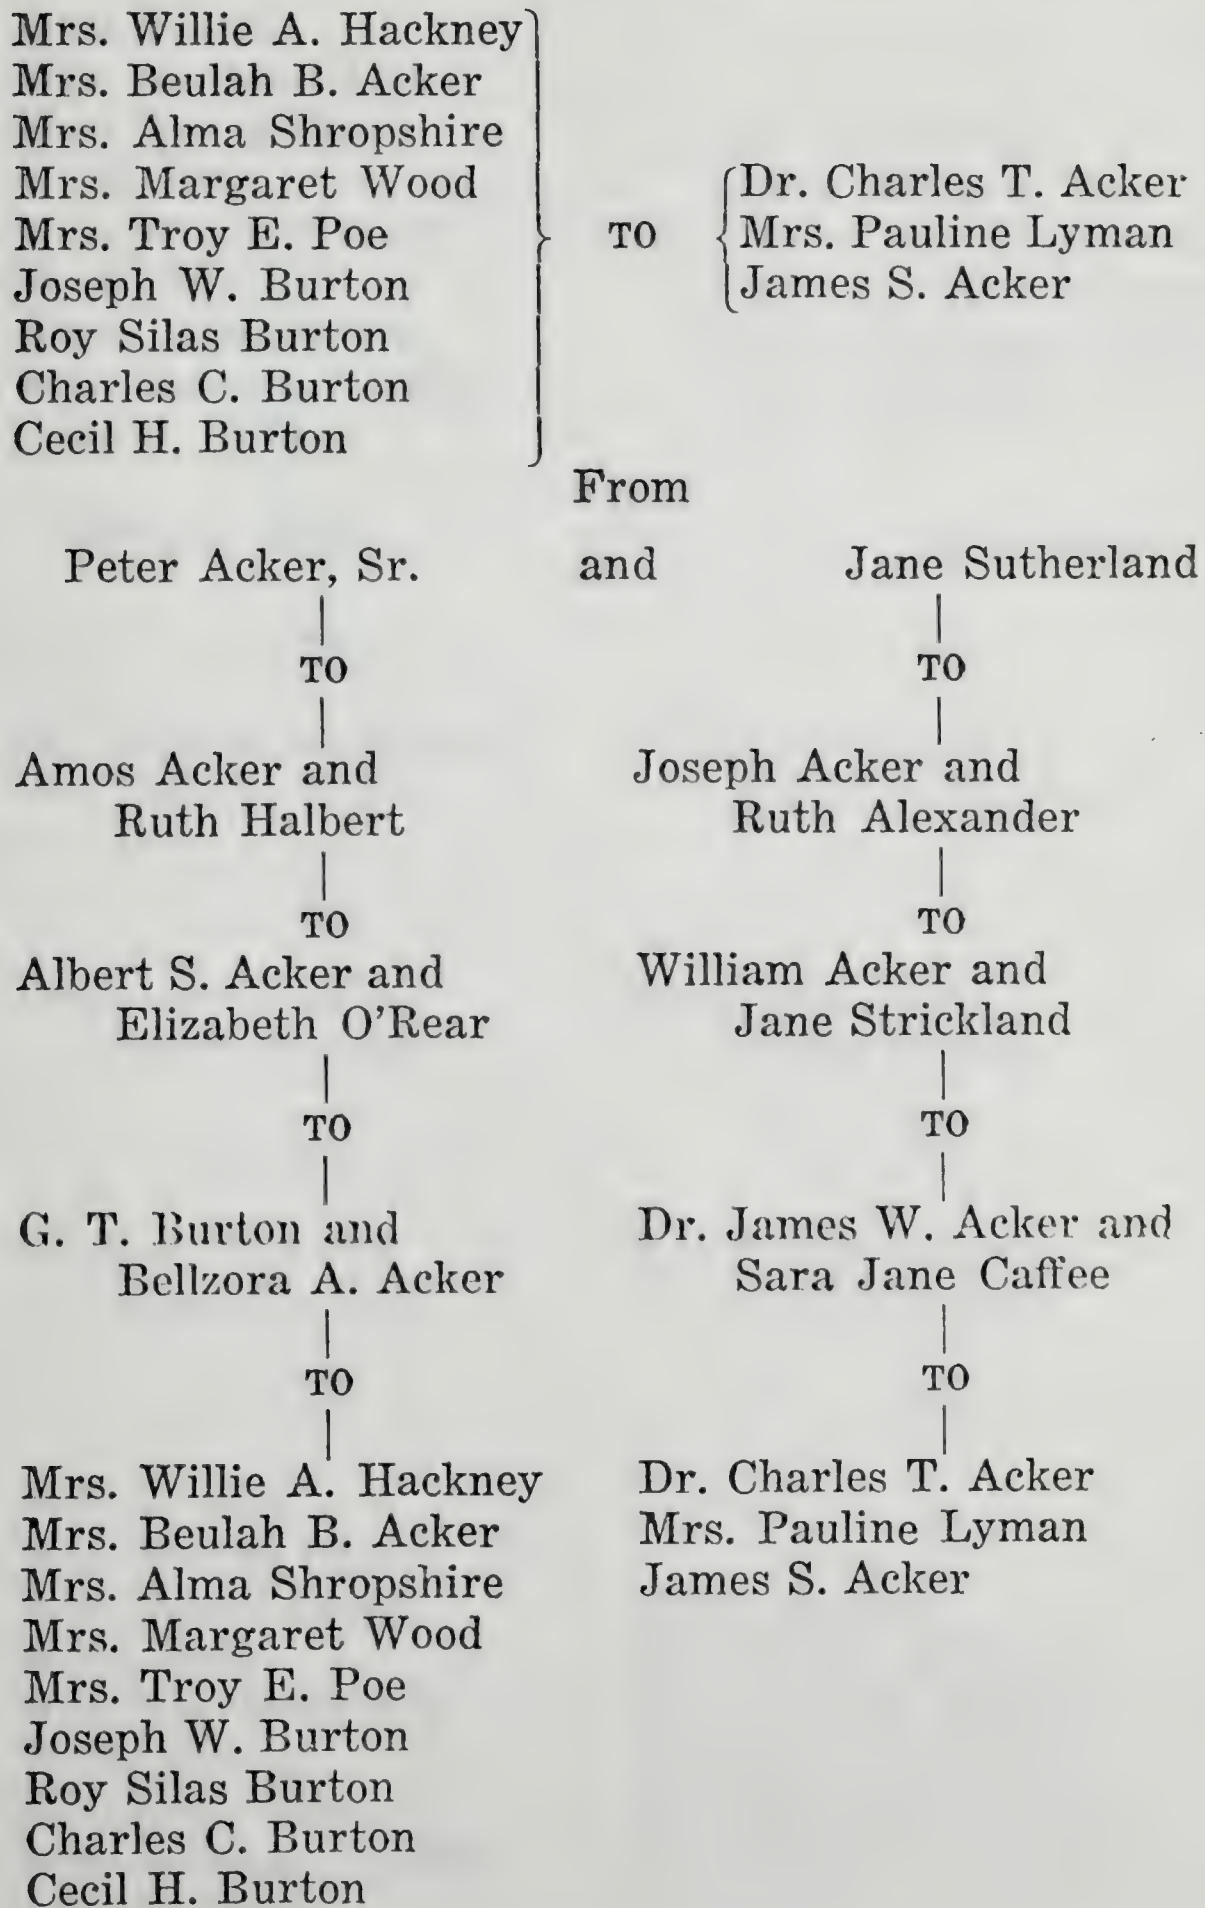 Mrs. Willie A. Hackney
Mrs. Beulah B. Acker
Mrs. Alma Shropshire
Mrs. Margaret Wood
Mrs. Troy E. Poe
Joseph W. Burton
Roy Silas Burton
Charles C. Burton
Cecil H. Burton
TO
Dr. Charles T. Acker
Mrs. Pauline Lyman
James S. Acker
From
Peter Acker, Sr. and Jane Sutherland
TO
Amos Acker and
Ruth Halbert
TO
Albert S. Acker and
Elizabeth O'Rear
TO
G. T. Burton and
Bellzora A. Acker
TO
Mrs. Willie A. Hackney
Mrs. Beulah B. Acker
Mrs. Alma Shropshire
Mrs. Margaret Wood
Mrs. Troy E. Poe
Joseph W. Burton
Roy Silas Burton
Charles C. Burton
Cecil H. Burton
TO
Joseph Acker and
Ruth Alexander
TO
William Acker and
Jane Strickland
TO
Dr. James W. Acker and
Sara Jane Caffee
TO
Dr. Charles T. Acker
Mrs. Pauline Lyman
James S. Acker